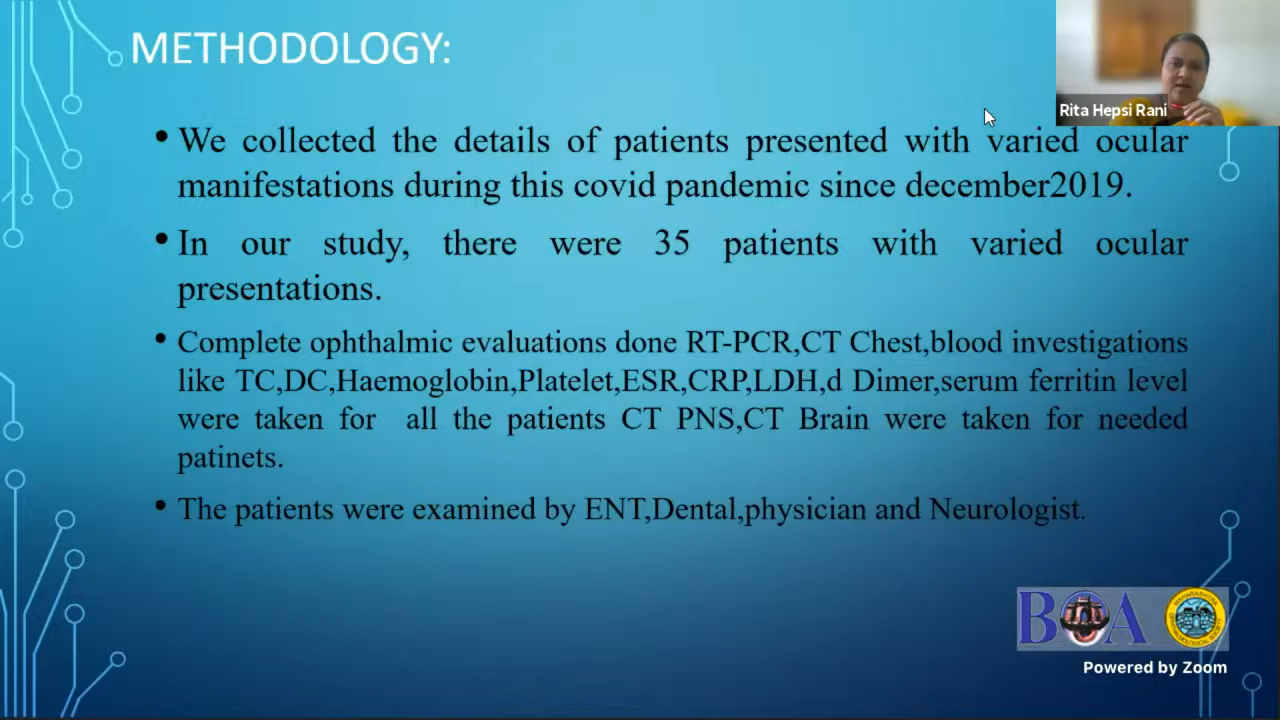 METHODOLOGY:
Rita Hepsi Rani
• We collected the details of patients presented with varied ocular
manifestations during this covid pandemic since december2019.
• In our study, there were 35 patients with varied ocular
presentations.
• Complete ophthalmic evaluations done RT-PCR,CT Chest,blood investigations
like TC,DC,Haemoglobin,Platelet,ESR,CRP,LDH,d Dimer,serum ferritin level
were taken for all the patients CT PNS,CT Brain were taken for needed
patinets.
• The patients were examined by ENT,Dental,physician and Neurologist.
BOA
MAHARASHTRA
OPHTHALMOLOGICAL SOCIETY
Powered by Zoom